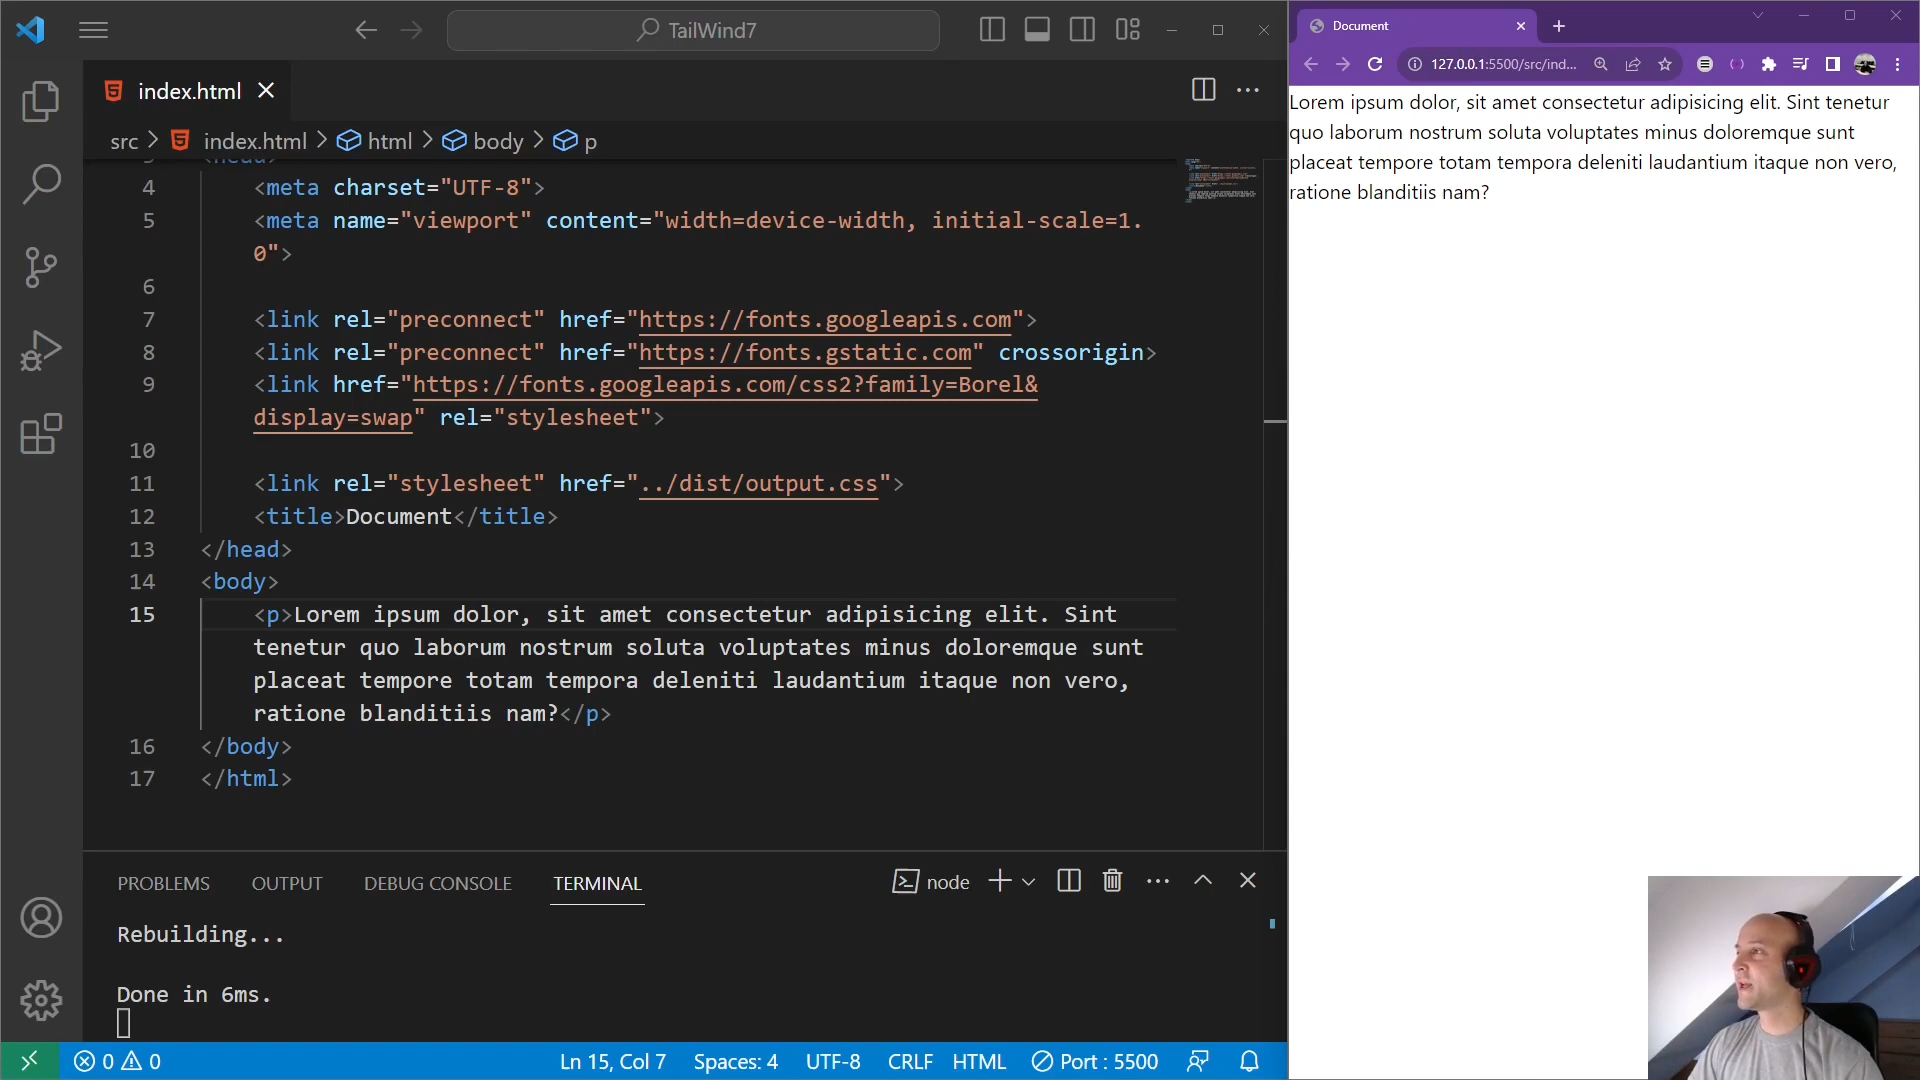 TailWind7
index.html
src > index.html > html > body > p
3 <head>
4 <meta charset="UTF-8">
5 <meta name="viewport" content="width=device-width, initial-scale=1.
0">
6
7 <link rel="preconnect" href="https://fonts.googleapis.com">
8 <link rel="preconnect" href="https://fonts.gstatic.com" crossorigin>
9 <link href="https://fonts.googleapis.com/css2?family=Borel&
display=swap" rel="stylesheet">
10
11 <link rel="stylesheet" href="../dist/output.css">
12 <title>Document</title>
13 </head>
14 <body>
15 <p>Lorem ipsum dolor, sit amet consectetur adipisicing elit. Sint
tenetur quo laborum nostrum soluta voluptates minus doloremque sunt
placeat tempore totam tempora deleniti laudantium itaque non vero,
ratione blanditiis nam?</p>
16 </body>
17 </html>
PROBLEMS OUTPUT DEBUG CONSOLE TERMINAL node
Rebuilding...
Done in 6ms.
0 0 Ln 15, Col 7 Spaces: 4 UTF-8 CRLF HTML Port : 5500
Document
127.0.0.1:5500/src/ind...
Lorem ipsum dolor, sit amet consectetur adipisicing elit. Sint tenetur
quo laborum nostrum soluta voluptates minus doloremque sunt
placeat tempore totam tempora deleniti laudantium itaque non vero,
ratione blanditiis nam?